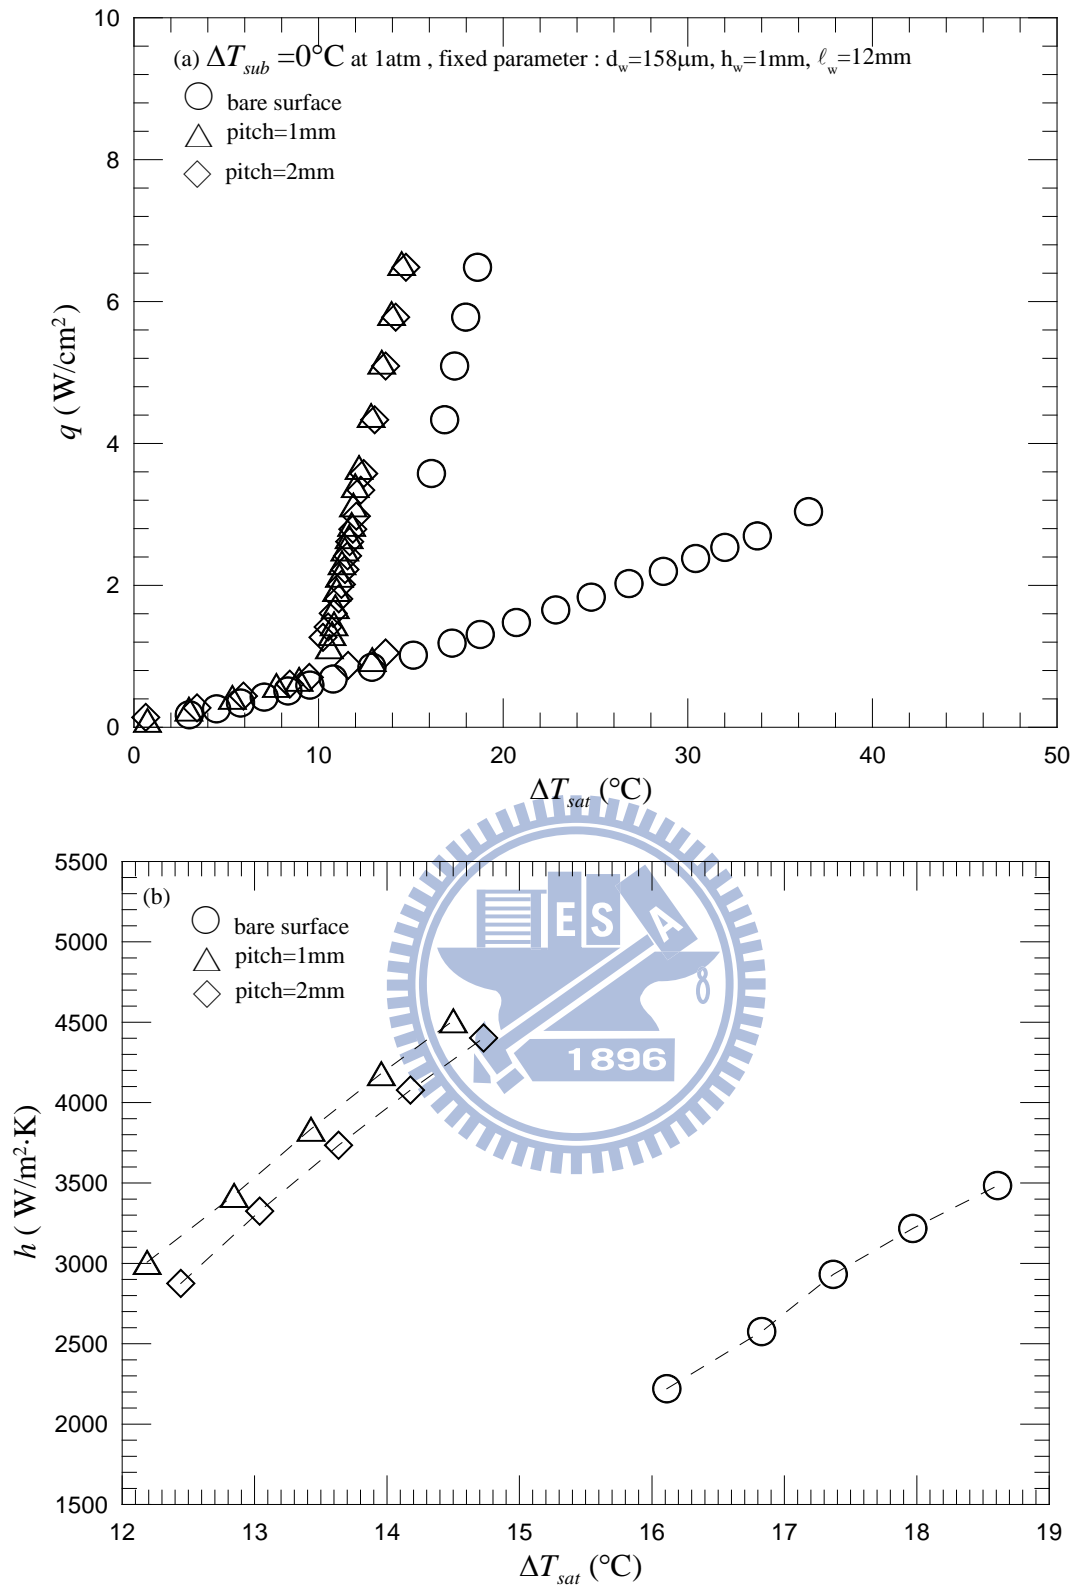 10
(a) ΔT_sub =0°C at 1atm , fixed parameter : d_w=158μm, h_w=1mm, ℓ_w=12mm
bare surface
pitch=1mm
pitch=2mm
8
6
4
2
0
q ( W/cm²)
0 10 20 30 40 50
ΔT_sat (°C)
5500
(b)
bare surface
pitch=1mm
pitch=2mm
5000
4500
4000
3500
3000
2500
2000
1500
h ( W/m²·K)
E S A
1896
12 13 14 15 16 17 18 19
ΔT_sat (°C)